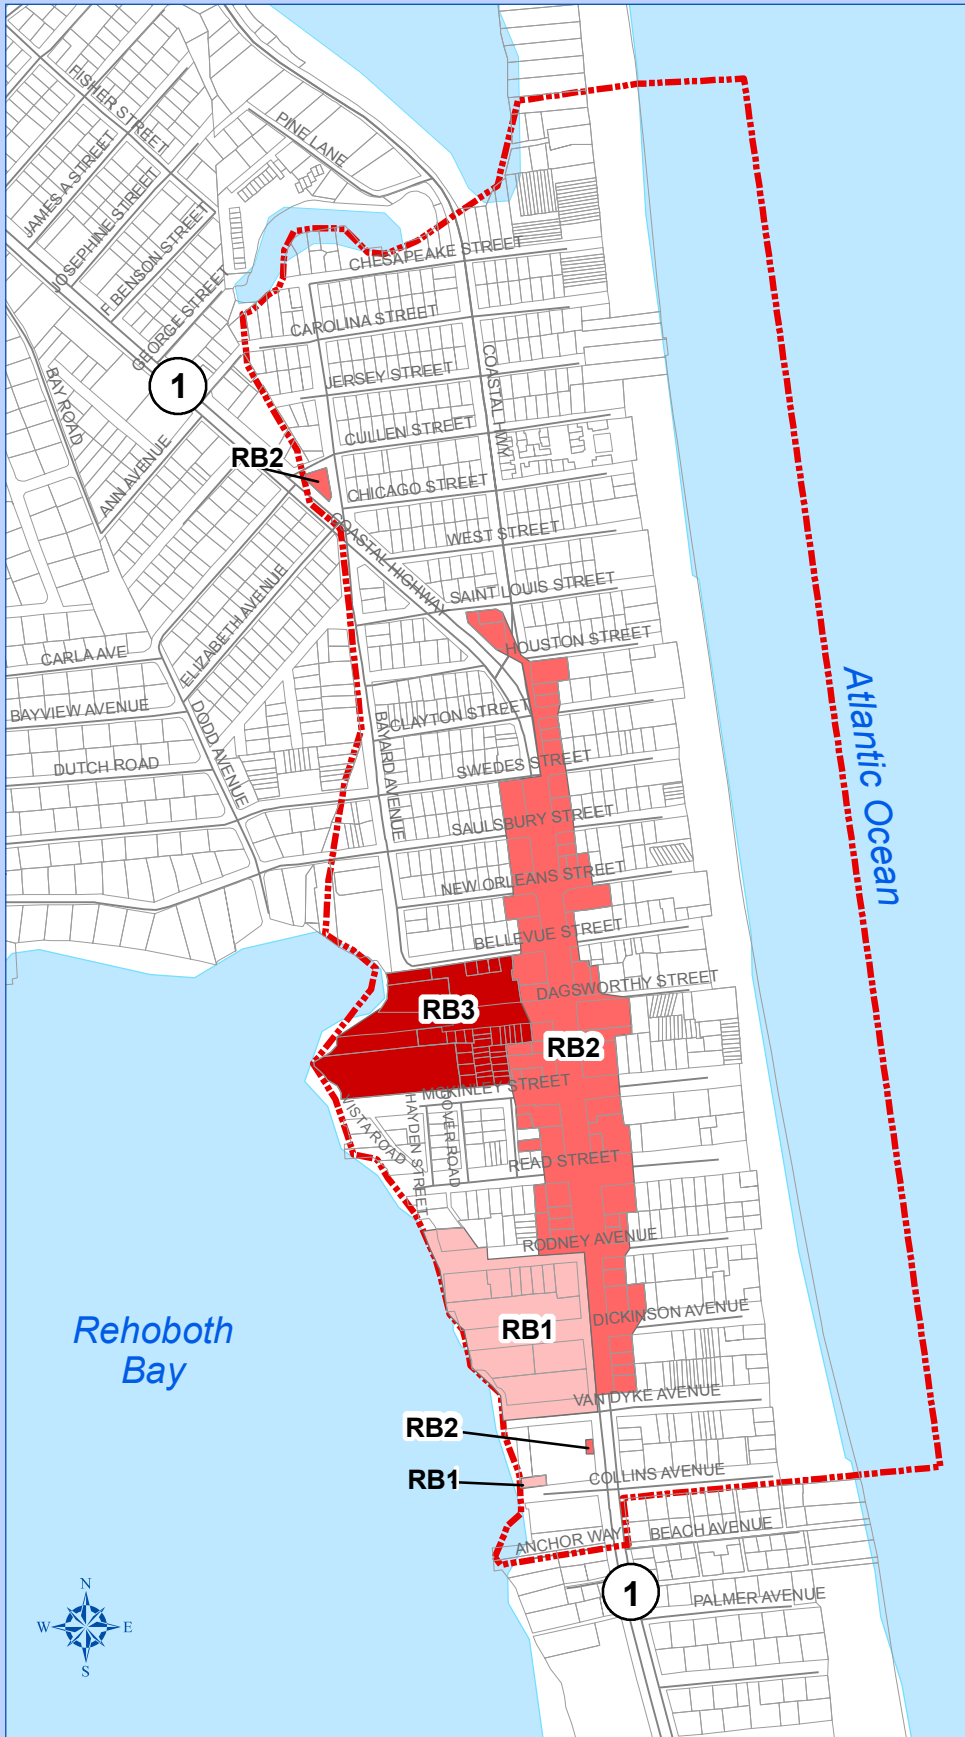 FISHER STREET
PINE LANE
JAMES A STREET
JOSEPHINE STREET
F BENSON STREET
GEORGE STREET
CHESAPEAKE STREET
CAROLINA STREET
JERSEY STREET
COASTAL HWY
BAY ROAD
1
CULLEN STREET
ANN AVENUE
RB2
CHICAGO STREET
COASTAL HIGHWAY
WEST STREET
SAINT LOUIS STREET
ELIZABETH AVENUE
HOUSTON STREET
CARLA AVE
BAYVIEW AVENUE
DODD AVENUE
CLAYTON STREET
BAYARD AVENUE
DUTCH ROAD
SWEDES STREET
Atlantic Ocean
SAULSBURY STREET
NEW ORLEANS STREET
BELLEVUE STREET
DAGSWORTHY STREET
RB3
RB2
MCKINLEY STREET
VISTA ROAD
HAYDEN STREET
GOVER ROAD
READ STREET
RODNEY AVENUE
DICKINSON AVENUE
RB1
Rehoboth
Bay
VAN DYKE AVENUE
RB2
RB1
COLLINS AVENUE
ANCHOR WAY
BEACH AVENUE
1
PALMER AVENUE
N
W
E
S